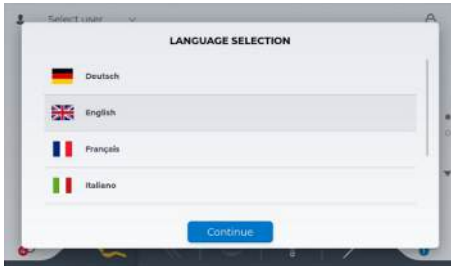 Select user
LANGUAGE SELECTION
Deutsch
English
Français
Italiano
Continue